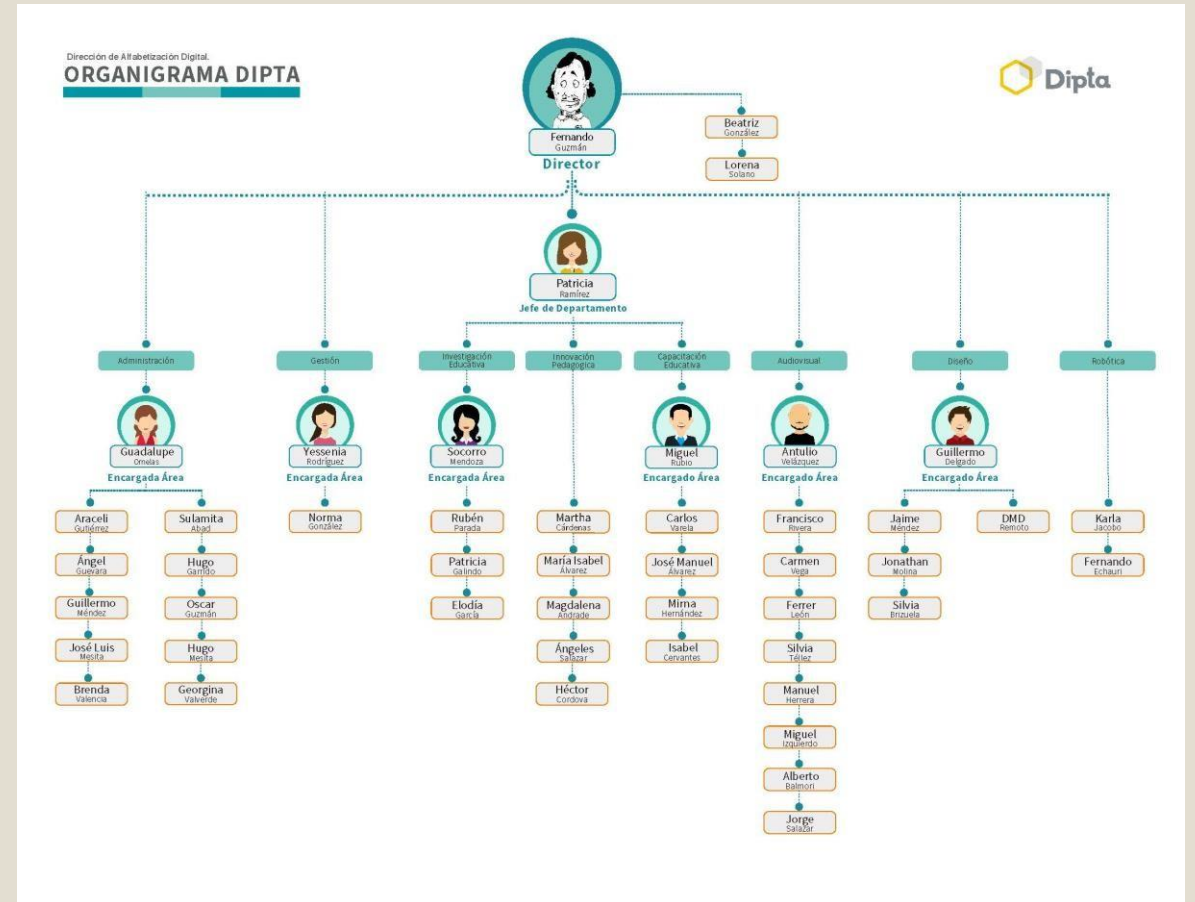 Dirección de Alfabetización Digital.
ORGANIGRAMA DIPTA
Dipta
Fernando
Guzmán
Director
Beatriz
González
Lorena
Solano
Patricia
Ramírez
Jefe de Departamento
Administración
Gestión
Investigación
Educativa
Innovación
Pedagogica
Capacitación
Educativa
Audiovisual
Diseño
Robótica
Guadalupe
Ornelas
Encargada Área
Yessenia
Rodríguez
Encargada Área
Socorro
Mendoza
Encargada Área
Miguel
Rubio
Encargado Área
Antulio
Velázquez
Encargado Área
Guillermo
Delgado
Encargado Área
Araceli
Gutiérrez
Ángel
Guevara
Guillermo
Méndez
José Luis
Mesita
Brenda
Valencia
Sulamita
Abad
Hugo
Garrido
Oscar
Guzmán
Hugo
Mesita
Georgina
Valverde
Norma
González
Rubén
Parada
Patricia
Galindo
Elodía
García
Martha
Cárdenas
María Isabel
Álvarez
Magdalena
Andrade
Ángeles
Salazar
Héctor
Cordova
Carlos
Varela
José Manuel
Álvarez
Mirna
Hernández
Isabel
Cervantes
Francisco
Rivera
Carmen
Vega
Ferrer
León
Silvia
Téllez
Manuel
Herrera
Miguel
Izquierdo
Alberto
Balmori
Jorge
Salazar
Jaime
Méndez
Jonathan
Molina
Silvia
Brizuela
DMD
Remoto
Karla
Jacobo
Fernando
Echauri